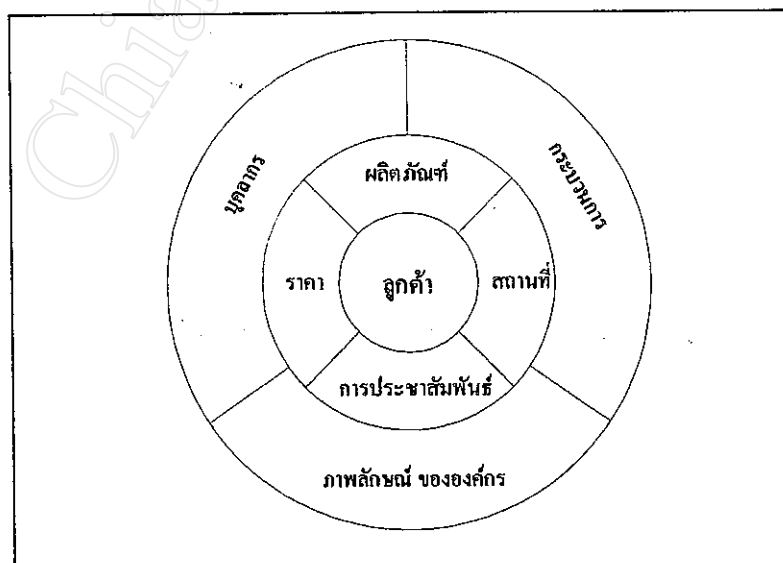 Chia
บุคลากร
กระบวนการ
ผลิตภัณฑ์
ราคา
ลูกค้า
สถานที่
การประชาสัมพันธ์
ภาพลักษณ์ ขององค์กร